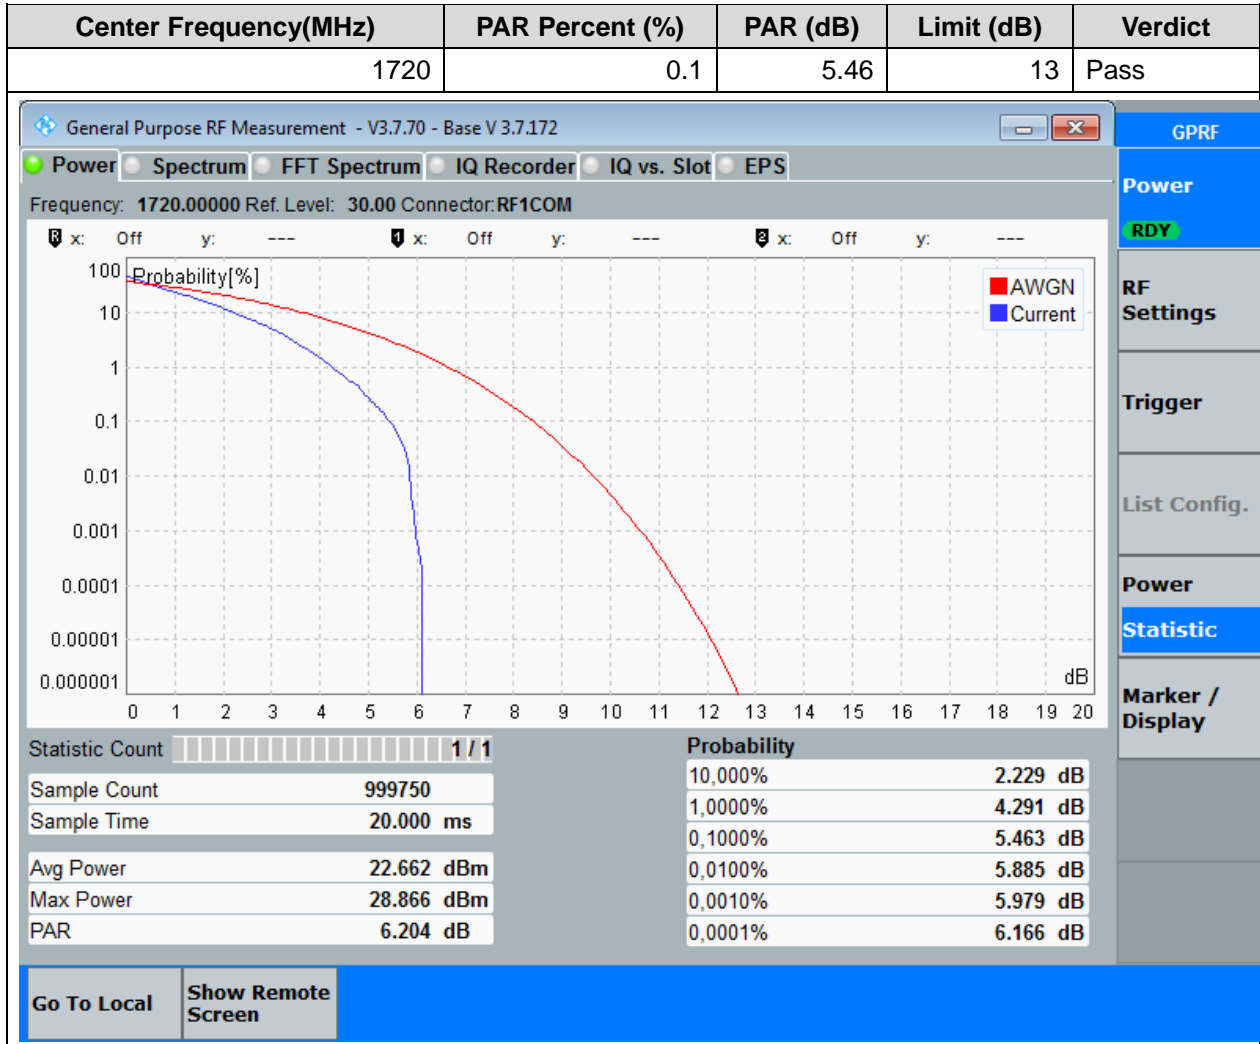 Center Frequency(MHz) PAR Percent (%) PAR (dB) Limit (dB) Verdict
1720 0.1 5.46 13 Pass
General Purpose RF Measurement - V3.7.70 - Base V 3.7.172
GPRF
Power Spectrum FFT Spectrum IQ Recorder IQ vs. Slot EPS
Power
RDY
Frequency: 1720.00000 Ref. Level: 30.00 Connector: RF1COM
R x: Off y: --- 1 x: Off y: --- 2 x: Off y: ---
Probability[%]
100
10
1
0.1
0.01
0.001
0.0001
0.00001
0.000001
AWGN
Current
dB
0 1 2 3 4 5 6 7 8 9 10 11 12 13 14 15 16 17 18 19 20
RF
Settings
Trigger
List Config.
Power
Statistic
Marker /
Display
Statistic Count 1 / 1
Sample Count 999750
Sample Time 20.000 ms
Avg Power 22.662 dBm
Max Power 28.866 dBm
PAR 6.204 dB
Probability
10,000% 2.229 dB
1,0000% 4.291 dB
0,1000% 5.463 dB
0,0100% 5.885 dB
0,0010% 5.979 dB
0,0001% 6.166 dB
Go To Local
Show Remote
Screen